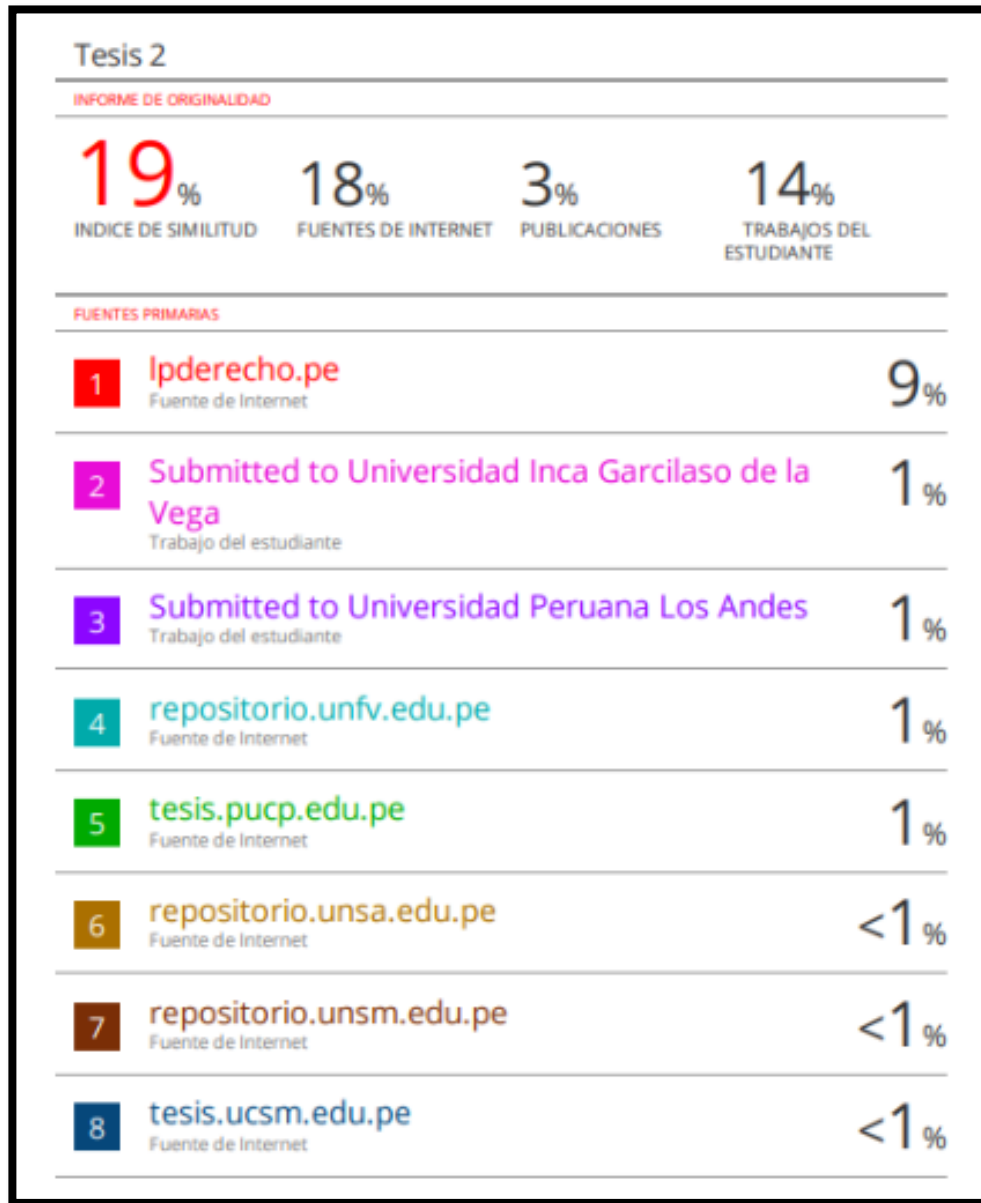 Tesis 2
INFORME DE ORIGINALIDAD
19% 18% 3% 14%
INDICE DE SIMILITUD FUENTES DE INTERNET PUBLICACIONES TRABAJOS DEL
ESTUDIANTE
FUENTES PRIMARIAS
1 lpderecho.pe 9%
Fuente de Internet
2 Submitted to Universidad Inca Garcilaso de la 1%
Vega
Trabajo del estudiante
3 Submitted to Universidad Peruana Los Andes 1%
Trabajo del estudiante
4 repositorio.unfv.edu.pe 1%
Fuente de Internet
5 tesis.pucp.edu.pe 1%
Fuente de Internet
6 repositorio.unsa.edu.pe <1%
Fuente de Internet
7 repositorio.unsm.edu.pe <1%
Fuente de Internet
8 tesis.ucsm.edu.pe <1%
Fuente de Internet